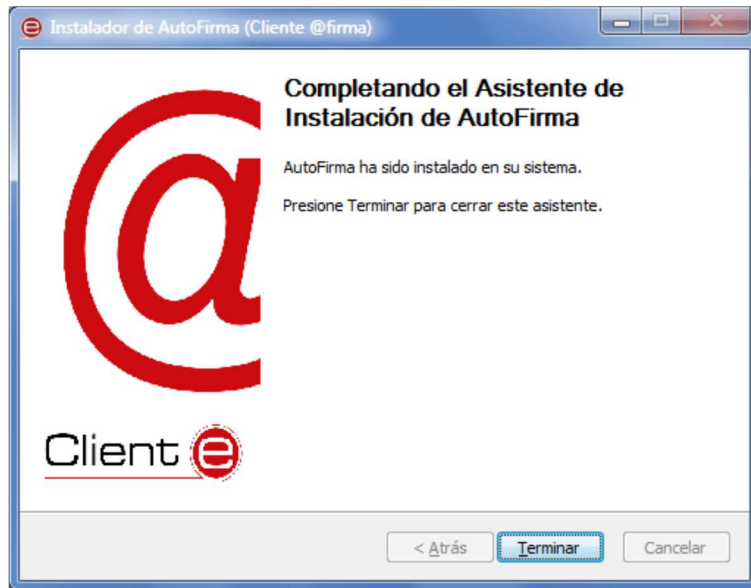 Instalador de AutoFirma (Cliente @firma)
Completando el Asistente de
Instalación de AutoFirma
AutoFirma ha sido instalado en su sistema.
Presione Terminar para cerrar este asistente.
@
Cliente
< Atrás
Terminar
Cancelar